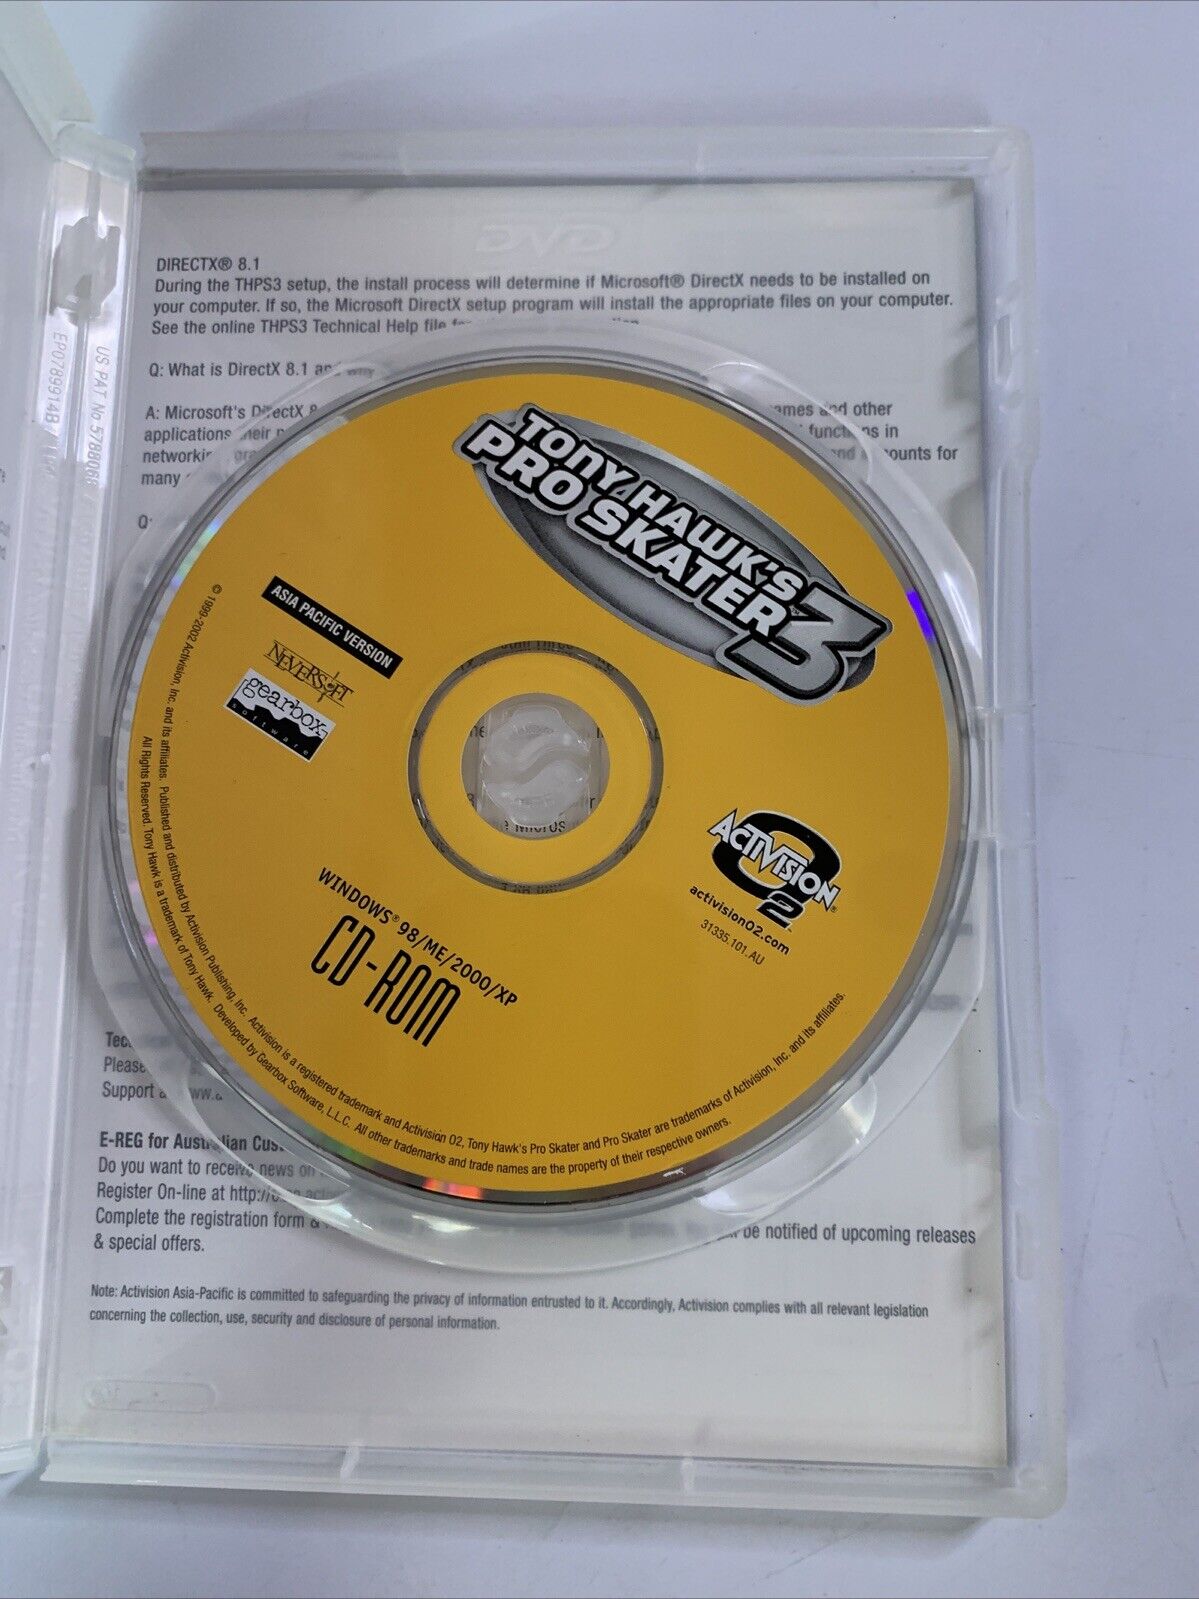 DVD
DIRECTX® 8.1
During the THPS3 setup, the install process will determine if Microsoft® DirectX needs to be installed on
your computer. If so, the Microsoft DirectX setup program will install the appropriate files on your computer.
See the online THPS3 Technical Help file
Q: What is DirectX 8.1
A: Microsoft's DirectX and other
applications functions in
accounts for
many
Q:
US PAT. No 5788068
EP0789914B
TONY HAWK'S
PRO SKATER 3
ASIA PACIFIC VERSION
NEVERSOFT
gearbox
software
ACTIVISION
O2
activisionO2.com
31335.101.AU
WINDOWS® 98/ME/2000/XP
CD-ROM
© 1999-2002 Activision, Inc. and its affiliates. Published and distributed by Activision Publishing, Inc. Activision is a registered trademark and Activision O2, Tony Hawk's Pro Skater and Pro Skater are trademarks of Activision, Inc. and its affiliates.
All Rights Reserved. Tony Hawk is a trademark of Tony Hawk. Developed by Gearbox Software, L.L.C. All other trademarks and trade names are the property of their respective owners.
Please
Support
E-REG for Australian
Do you want to receive news on
Register On-line at
Complete the registration form & be notified of upcoming releases
& special offers.
Note: Activision Asia-Pacific is committed to safeguarding the privacy of information entrusted to it. Accordingly, Activision complies with all relevant legislation
concerning the collection, use, security and disclosure of personal information.